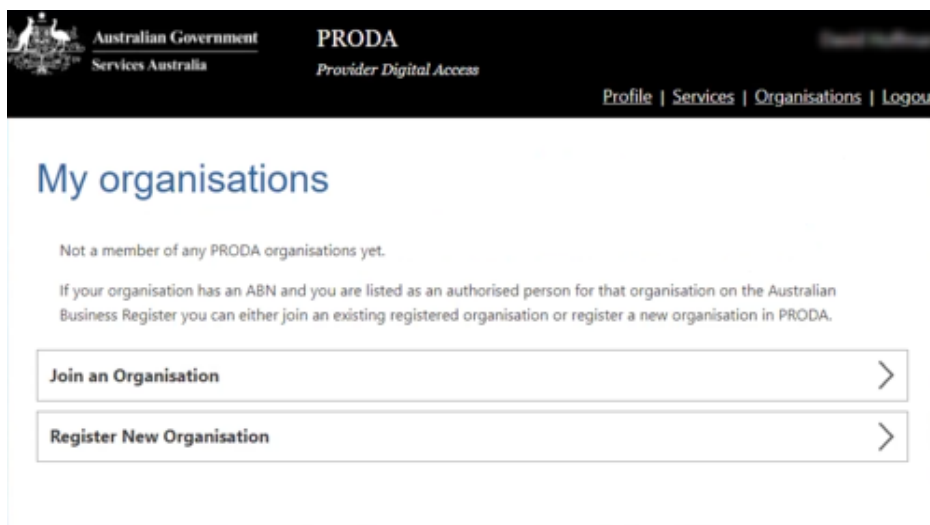 Australian Government
Services Australia
PRODA
Provider Digital Access
Profile | Services | Organisations | Logou
My organisations
Not a member of any PRODA organisations yet.
If your organisation has an ABN and you are listed as an authorised person for that organisation on the Australian
Business Register you can either join an existing registered organisation or register a new organisation in PRODA.
Join an Organisation
Register New Organisation